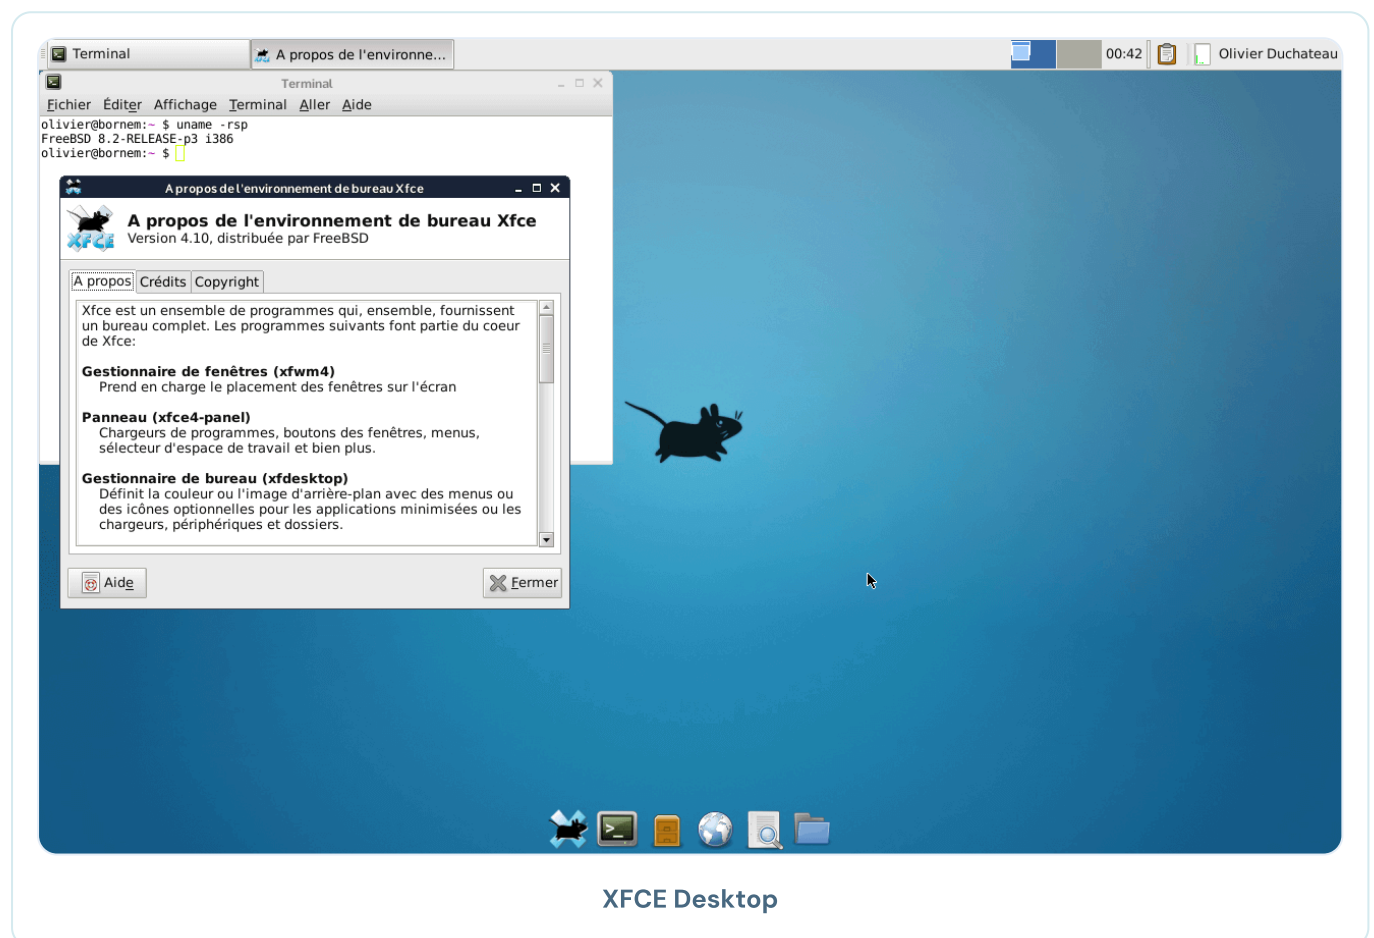 Terminal
A propos de l'environne...
00:42
Olivier Duchateau
Terminal
Fichier Éditer Affichage Terminal Aller Aide
olivier@bornem:~ $ uname -rsp
FreeBSD 8.2-RELEASE-p3 i386
olivier@bornem:~ $
A propos de l'environnement de bureau Xfce
XFCE
A propos de l'environnement de bureau Xfce
Version 4.10, distribuée par FreeBSD
A propos Crédits Copyright
Xfce est un ensemble de programmes qui, ensemble, fournissent
un bureau complet. Les programmes suivants font partie du coeur
de Xfce:
Gestionnaire de fenêtres (xfwm4)
Prend en charge le placement des fenêtres sur l'écran
Panneau (xfce4-panel)
Chargeurs de programmes, boutons des fenêtres, menus,
sélecteur d'espace de travail et bien plus.
Gestionnaire de bureau (xfdesktop)
Définit la couleur ou l'image d'arrière-plan avec des menus ou
des icônes optionnelles pour les applications minimisées ou les
chargeurs, périphériques et dossiers.
Aide
Fermer
XFCE Desktop